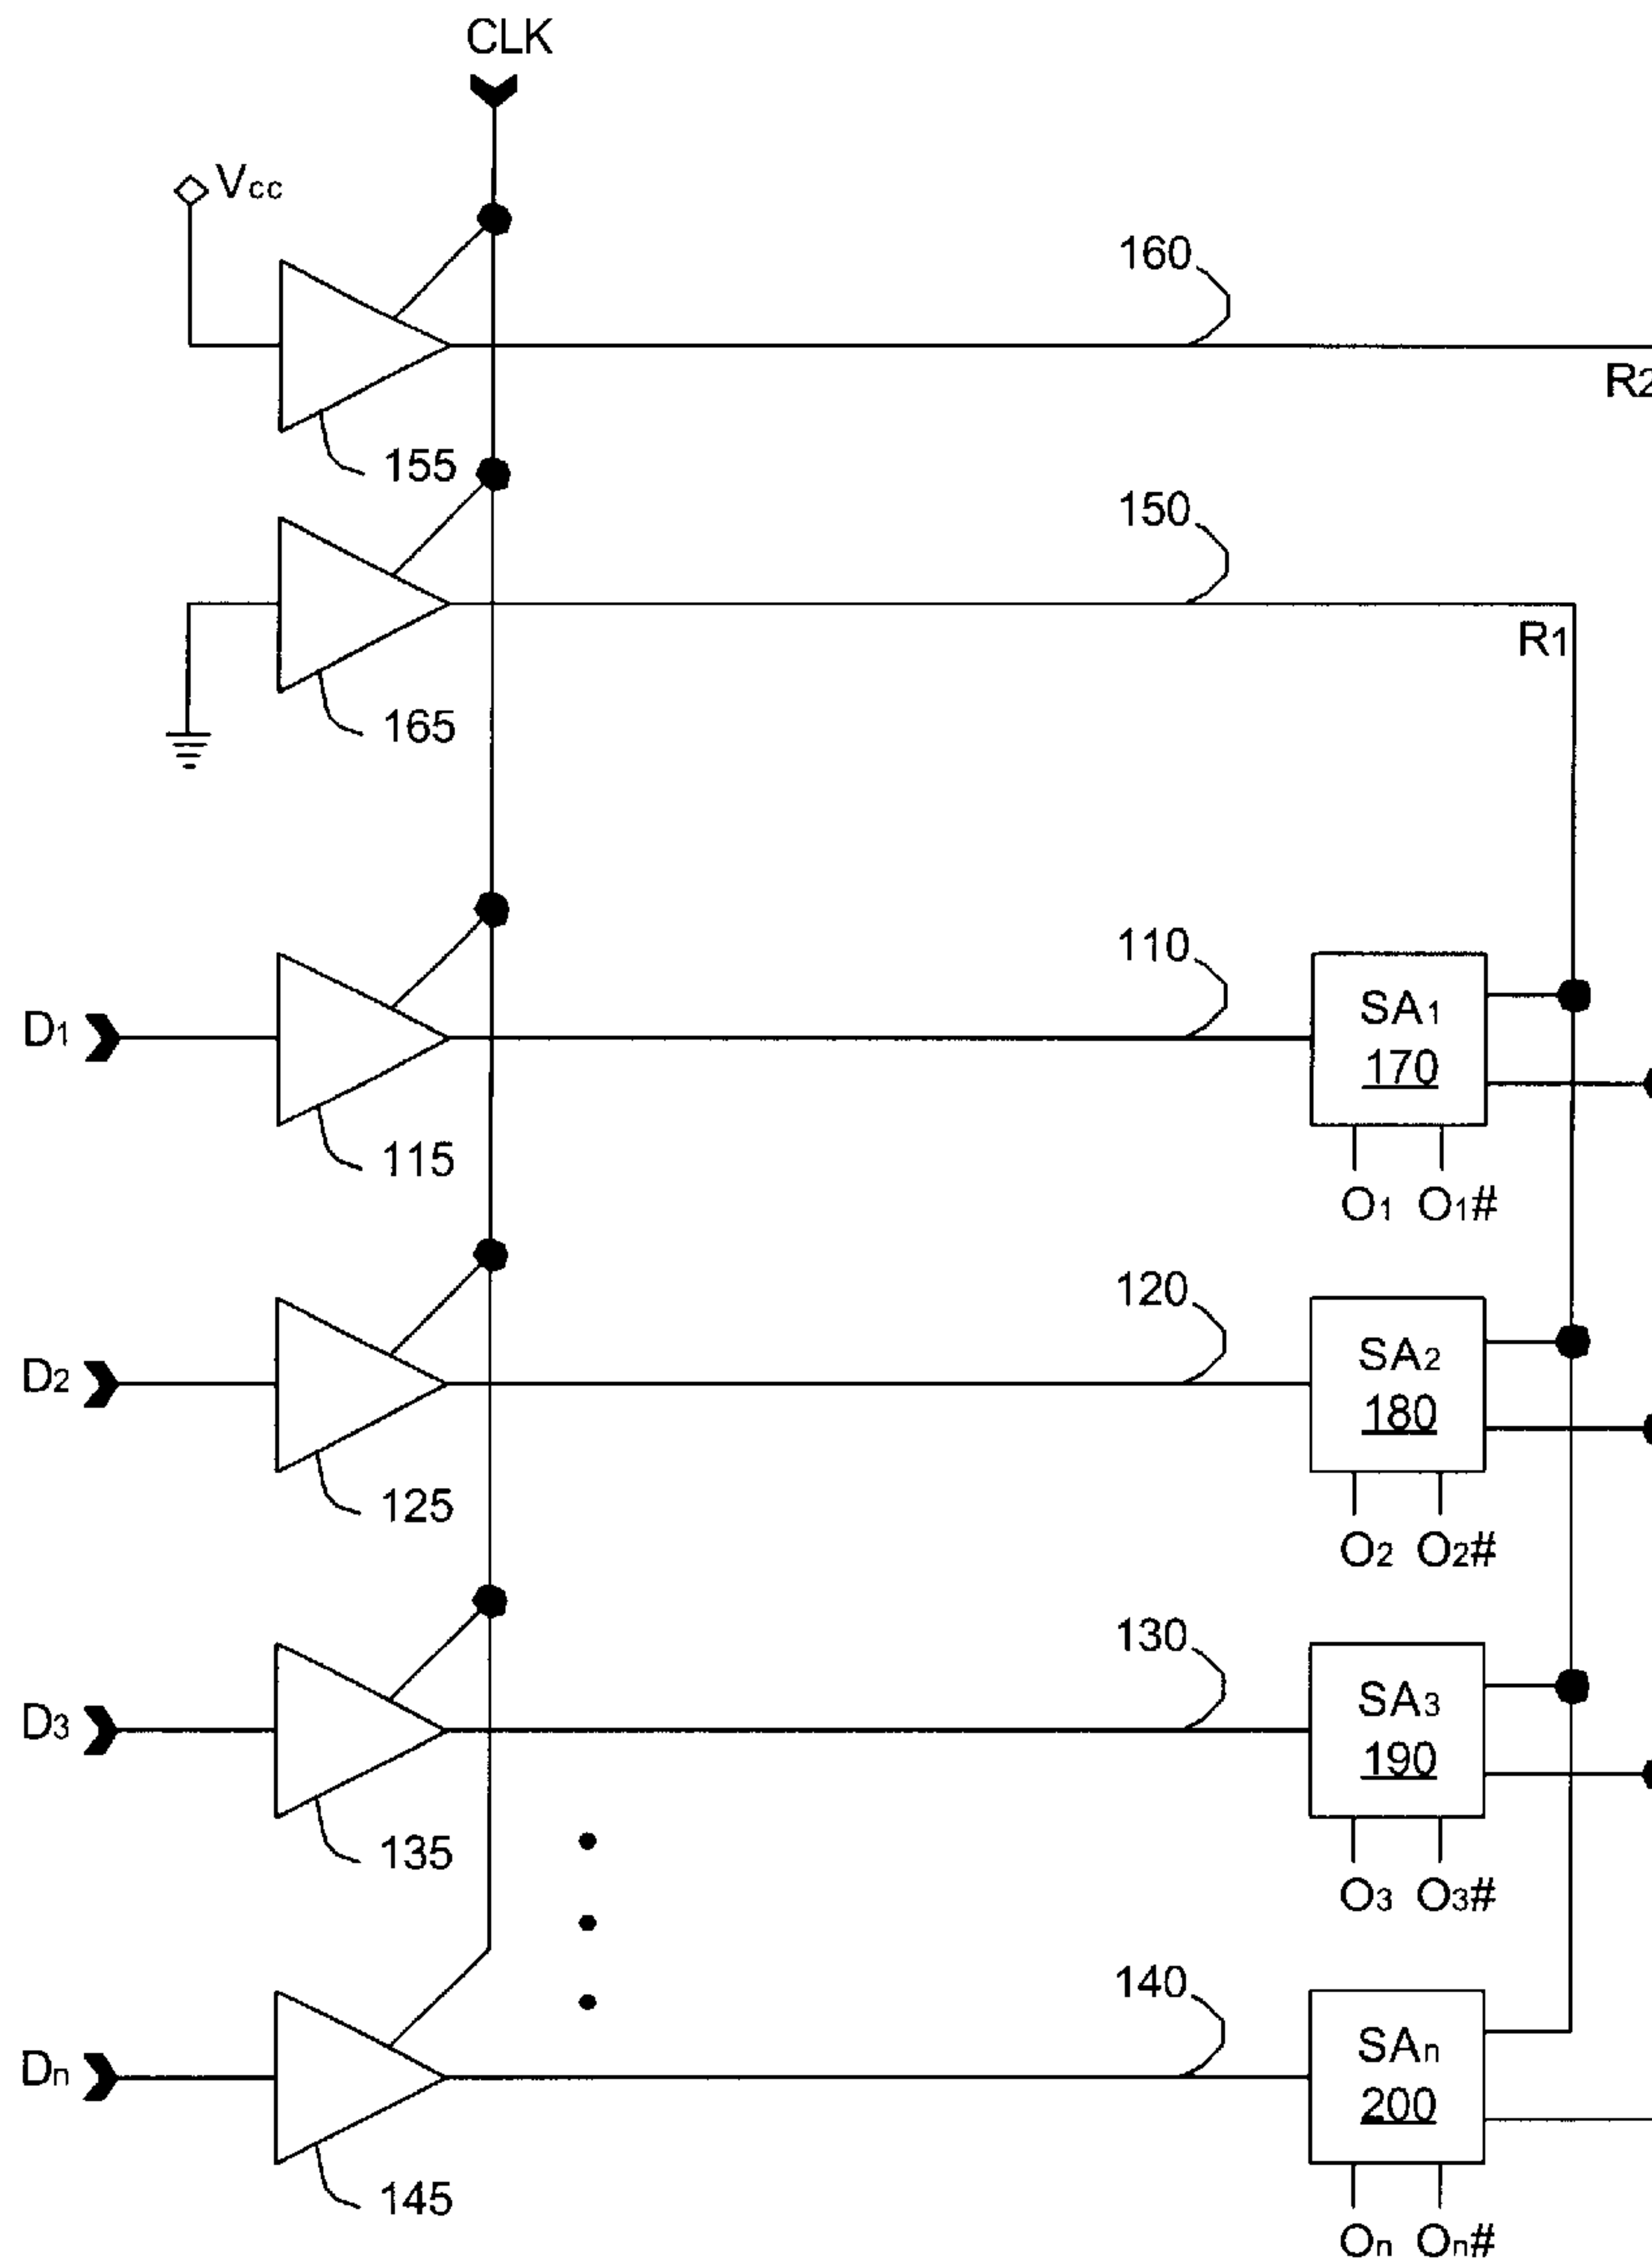 CLK
Vcc
160
R2
155
150
R1
165
110
D1
SA1
170
115
O1 O1#
120
D2
SA2
180
125
O2 O2#
130
D3
SA3
190
135
O3 O3#
140
Dn
SAn
200
145
On On#